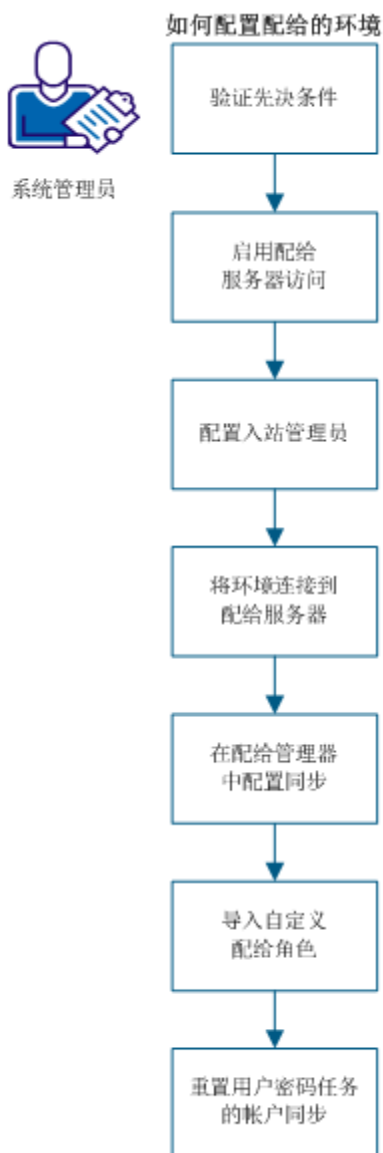 如何配置配给的环境
系统管理员
验证先决条件
启用配给
服务器访问
配置入站管理员
将环境连接到
配给服务器
在配给管理器
中配置同步
导入自定义
配给角色
重置用户密码任务
的帐户同步